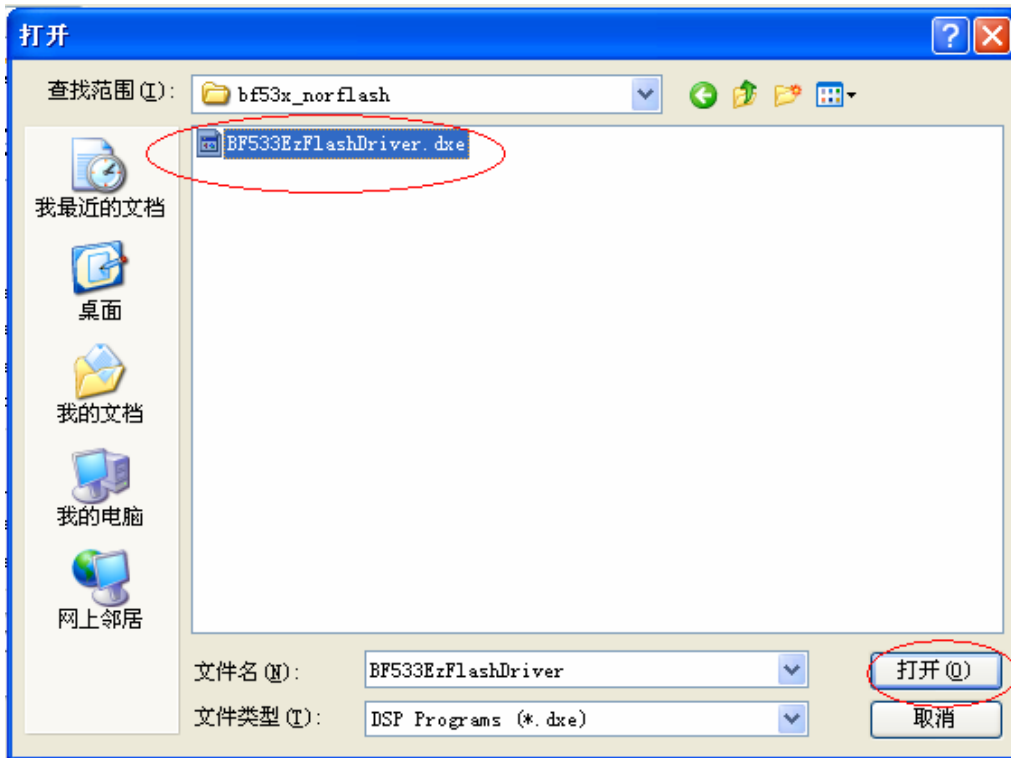 打开
查找范围(I):
bf53x_norflash
BF533EzFlashDriver.dxe
我最近的文档
桌面
我的文档
我的电脑
网上邻居
文件名(N):
BF533EzFlashDriver
打开(O)
文件类型(T):
DSP Programs (*.dxe)
取消